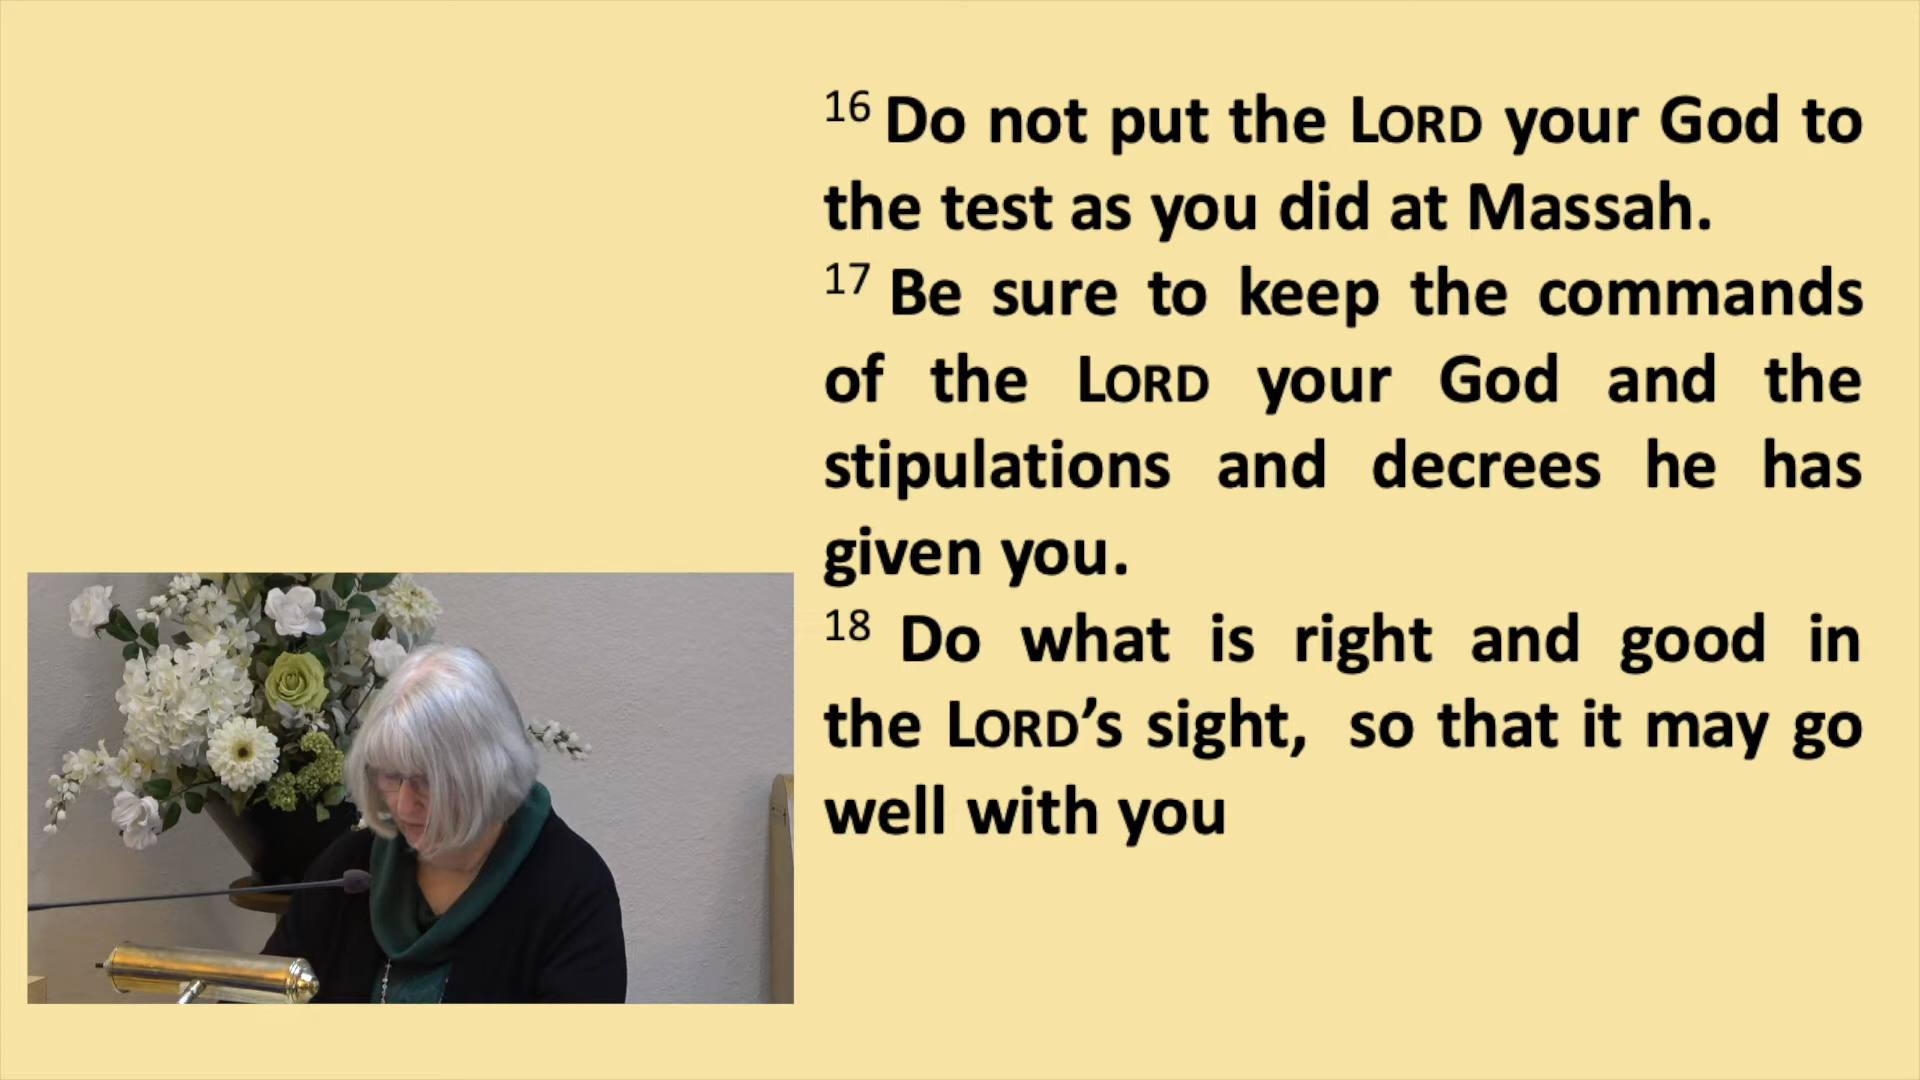 16 Do not put the LORD your God to
the test as you did at Massah.
17 Be sure to keep the commands
of the LORD your God and the
stipulations and decrees he has
given you.
18 Do what is right and good in
the LORD’s sight, so that it may go
well with you